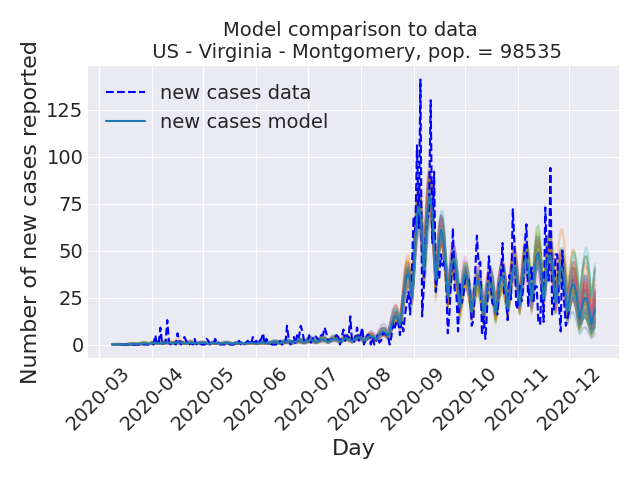 Model comparison to data
US - Virginia - Montgomery, pop. = 98535
Number of new cases reported
new cases data
new cases model
125
100
75
50
25
0
2020-03
2020-04
2020-05
2020-06
2020-07
2020-08
2020-09
2020-10
2020-11
2020-12
Day